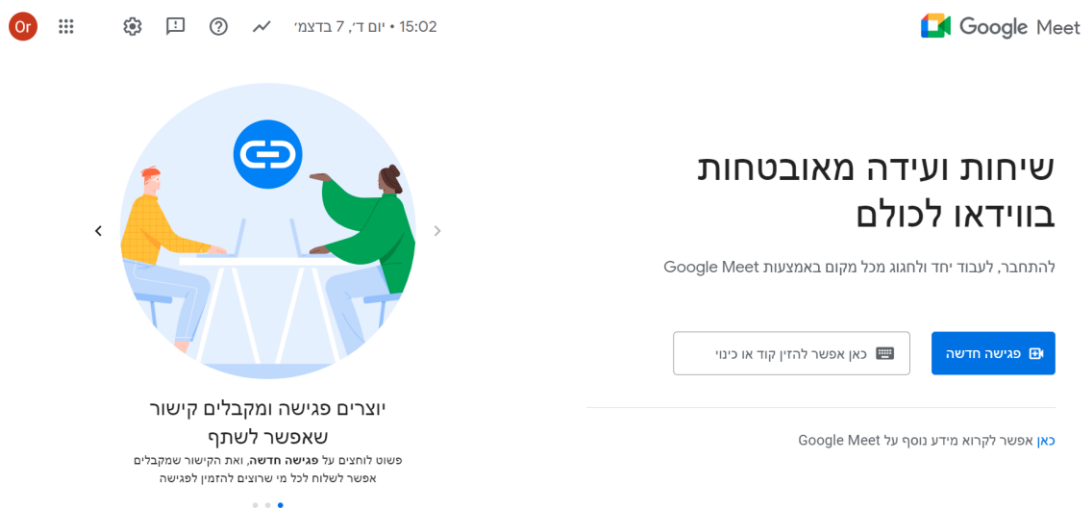 Google Meet
15:02 • יום ד׳, 7 בדצמ׳
Or
שיחות ועידה מאובטחות
בווידאו לכולם
להתחבר, לעבוד יחד ולחגוג מכל מקום באמצעות Google Meet
פגישה חדשה
כאן אפשר להזין קוד או כינוי
כאן אפשר לקרוא מידע נוסף על Google Meet
יוצרים פגישה ומקבלים קישור
שאפשר לשתף
פשוט לוחצים על פגישה חדשה, ואת הקישור שמקבלים
אפשר לשלוח לכל מי שרוצים להזמין לפגישה